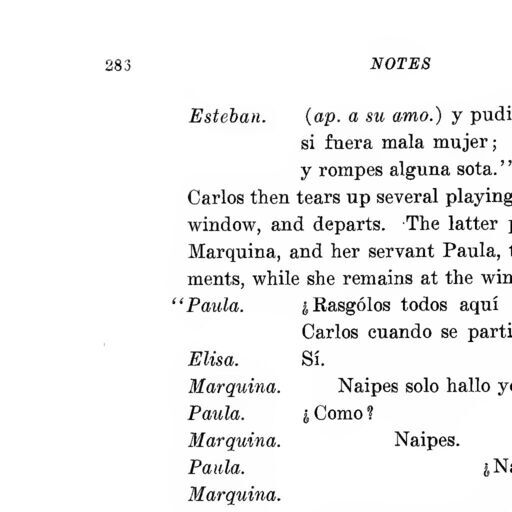 283 NOTES
Esteban. (ap. a su amo.) y pudi
si fuera mala mujer;
y rompes alguna sota.''
Carlos then tears up several playing
window, and departs. The latter p
Marquina, and her servant Paula, t
ments, while she remains at the win
“Paula. ¿Rasgólos todos aquí
Carlos cuando se parti
Elisa. Sí.
Marquina. Naipes solo hallo yo
Paula. ¿Como?
Marquina. Naipes.
Paula. ¿Na
Marquina.